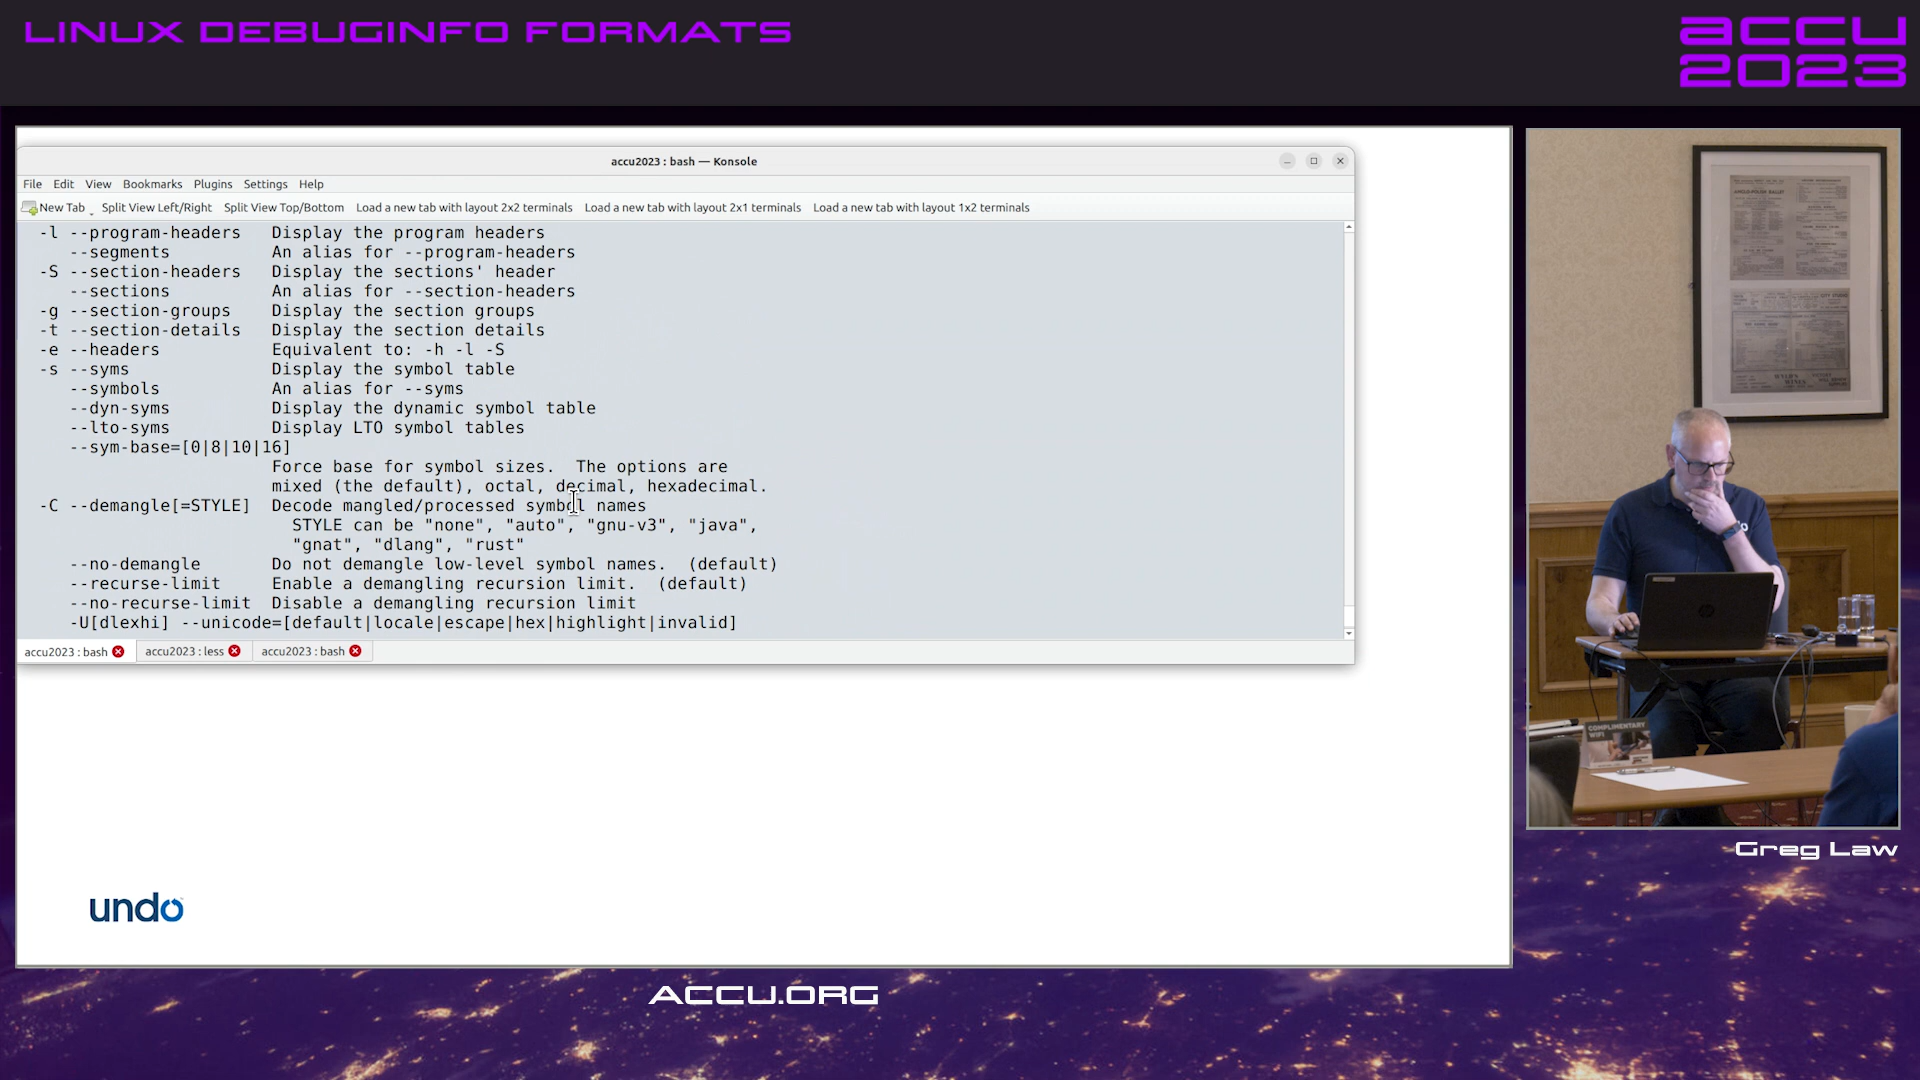 LINUX DEBUGINFO FORMATS
accu
2023
accu2023 : bash — Konsole
File Edit View Bookmarks Plugins Settings Help
New Tab Split View Left/Right Split View Top/Bottom Load a new tab with layout 2x2 terminals Load a new tab with layout 2x1 terminals Load a new tab with layout 1x2 terminals
-l --program-headers Display the program headers
--segments An alias for --program-headers
-S --section-headers Display the sections' header
--sections An alias for --section-headers
-g --section-groups Display the section groups
-t --section-details Display the section details
-e --headers Equivalent to: -h -l -S
-s --syms Display the symbol table
--symbols An alias for --syms
--dyn-syms Display the dynamic symbol table
--lto-syms Display LTO symbol tables
--sym-base=[0|8|10|16]
Force base for symbol sizes. The options are
mixed (the default), octal, decimal, hexadecimal.
-C --demangle[=STYLE] Decode mangled/processed symbol names
STYLE can be "none", "auto", "gnu-v3", "java",
"gnat", "dlang", "rust"
--no-demangle Do not demangle low-level symbol names. (default)
--recurse-limit Enable a demangling recursion limit. (default)
--no-recurse-limit Disable a demangling recursion limit
-U[dlexhi] --unicode=[default|locale|escape|hex|highlight|invalid]
accu2023 : bash accu2023 : less accu2023 : bash
undo
COMPLIMENTARY
WIFI
Greg Law
ACCU.ORG